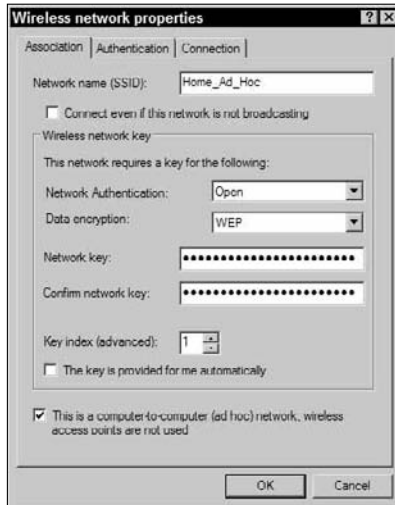 Wireless network properties
Association Authentication Connection
Network name (SSID): Home_Ad_Hoc
Connect even if this network is not broadcasting
Wireless network key
This network requires a key for the following:
Network Authentication: Open
Data encryption: WEP
Network key: ••••••••••••••••••••••••
Confirm network key: ••••••••••••••••••••••••
Key index (advanced): 1
The key is provided for me automatically
This is a computer-to-computer (ad hoc) network; wireless
access points are not used
OK Cancel